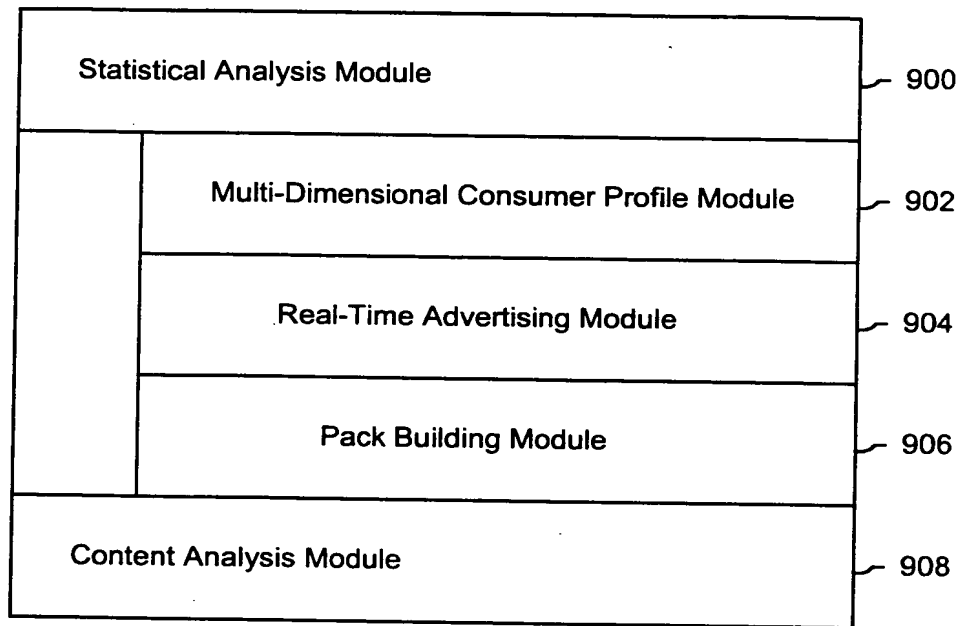 Statistical Analysis Module 900
Multi-Dimensional Consumer Profile Module 902
Real-Time Advertising Module 904
Pack Building Module 906
Content Analysis Module 908